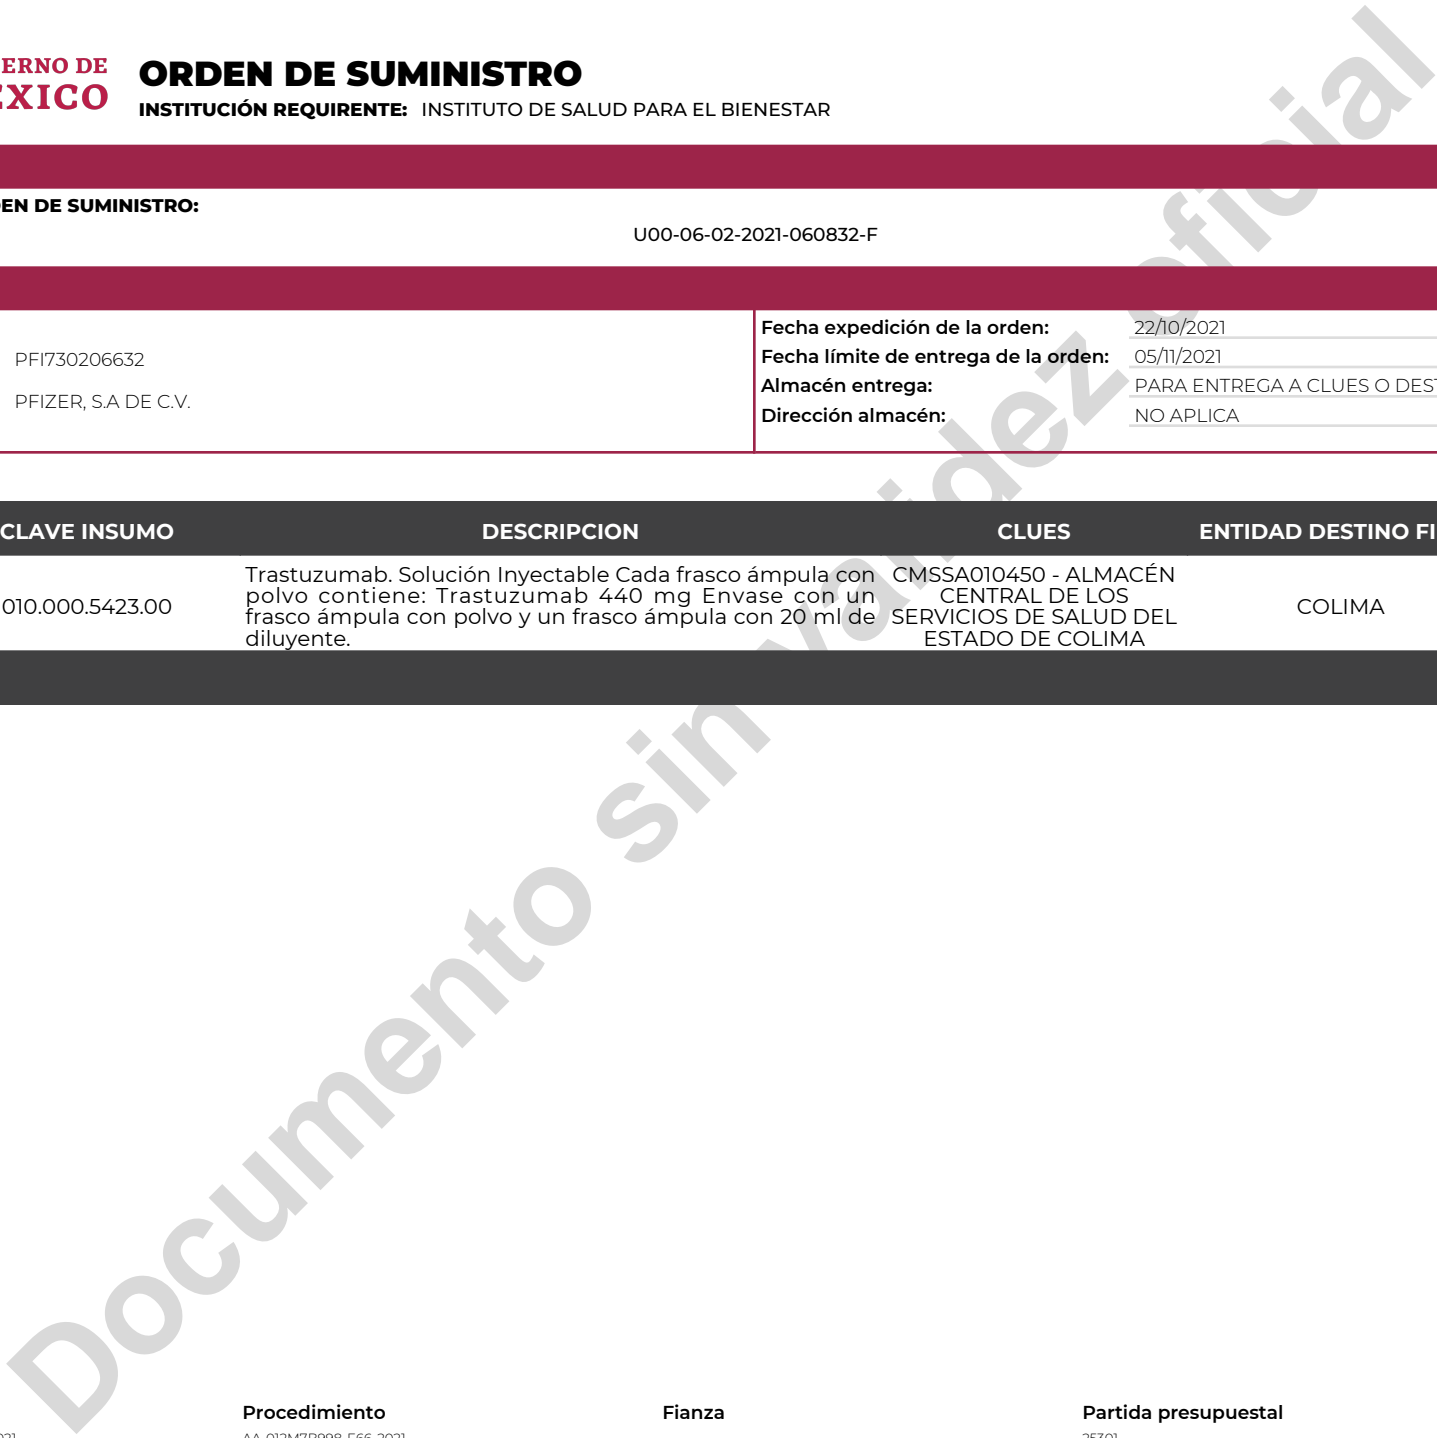 ERNO DE
ORDEN DE SUMINISTRO
INSTITUCIÓN REQUIRENTE: INSTITUTO DE SALUD PARA EL BIENESTAR
DE SUMINISTRO:
U00-06-02-2021-060832-F
PFI730206632
PFIZER, S.A DE C.V.
Fecha expedición de la orden: 22/10/2021
Fecha límite de entrega de la orden: 05/11/2021
Almacén entrega: PARA ENTREGA A CLUES O
Dirección almacén: NO APLICA
CLAVE INSUMO DESCRIPCION CLUES ENTIDAD DESTINO
010.000.5423.00
Trastuzumab. Solución Inyectable Cada frasco ámpula con
polvo contiene: Trastuzumab 440 mg Envase con un
frasco ámpula con polvo y un frasco ámpula con 20 ml de
diluyente.
CMSSA010450 - ALMACÉN
CENTRAL DE LOS
SERVICIOS DE SALUD DEL
ESTADO DE COLIMA
COLIMA
Documento sin validez oficial
Procedimiento Fianza Partida presupuestal